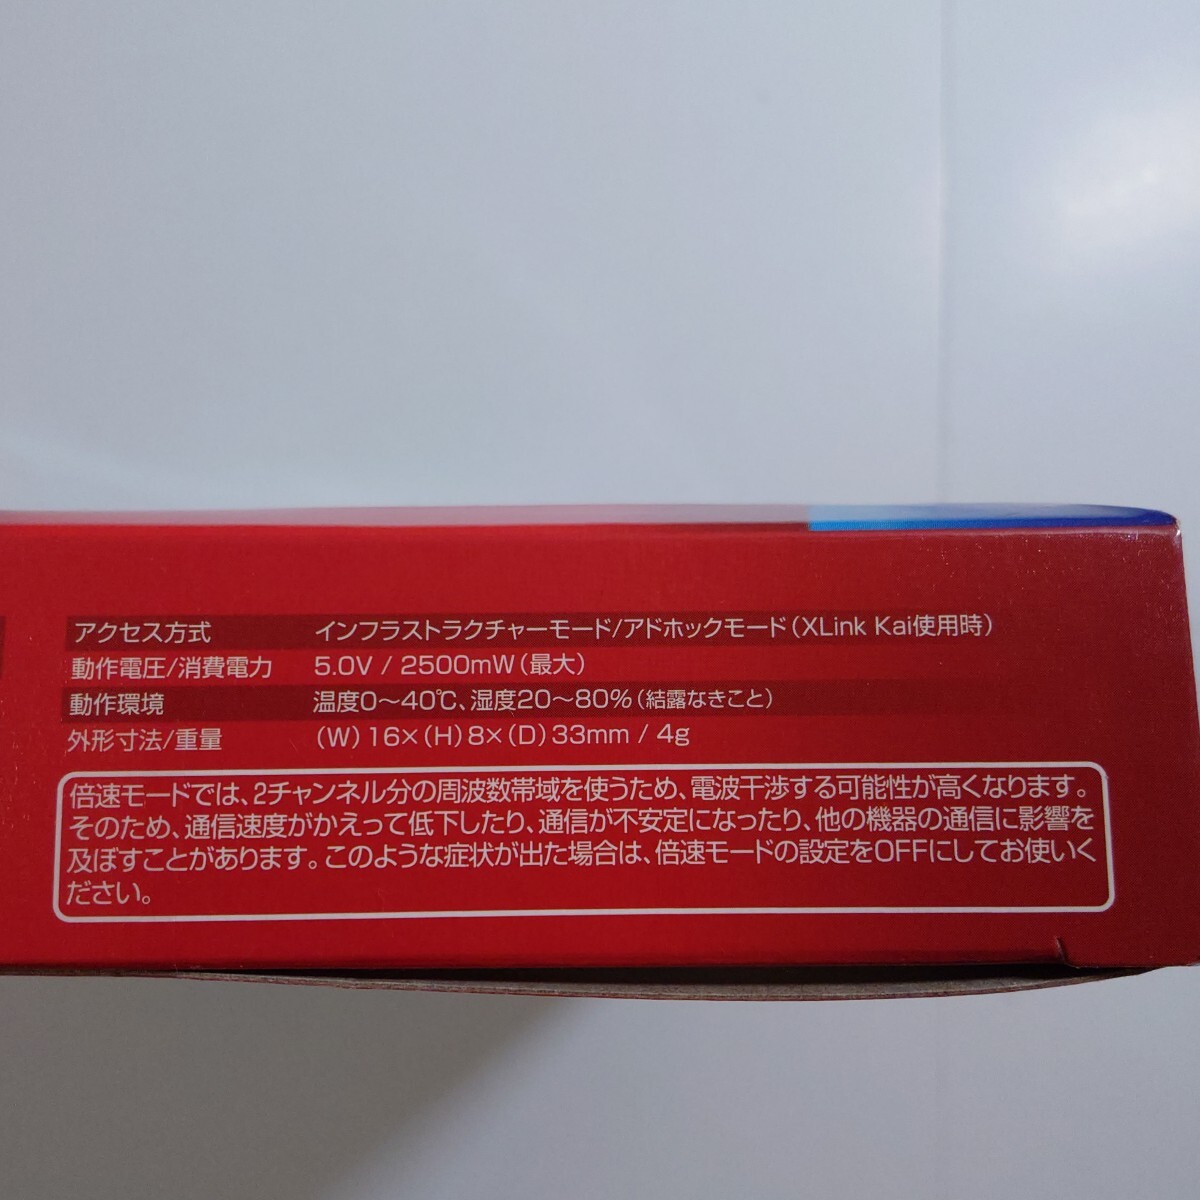 アクセス方式 インフラストラクチャーモード/アドホックモード(XLink Kai使用時)
動作電圧/消費電力 5.0V / 2500mW(最大)
動作環境 温度0～40℃、湿度20～80%(結露なきこと)
外形寸法/重量 (W)16×(H)8×(D)33mm / 4g
倍速モードでは、2チャンネル分の周波数帯域を使うため、電波干渉する可能性が高くなります。
そのため、通信速度がかえって低下したり、通信が不安定になったり、他の機器の通信に影響を
及ぼすことがあります。このような症状が出た場合は、倍速モードの設定をOFFにしてお使いく
ださい。